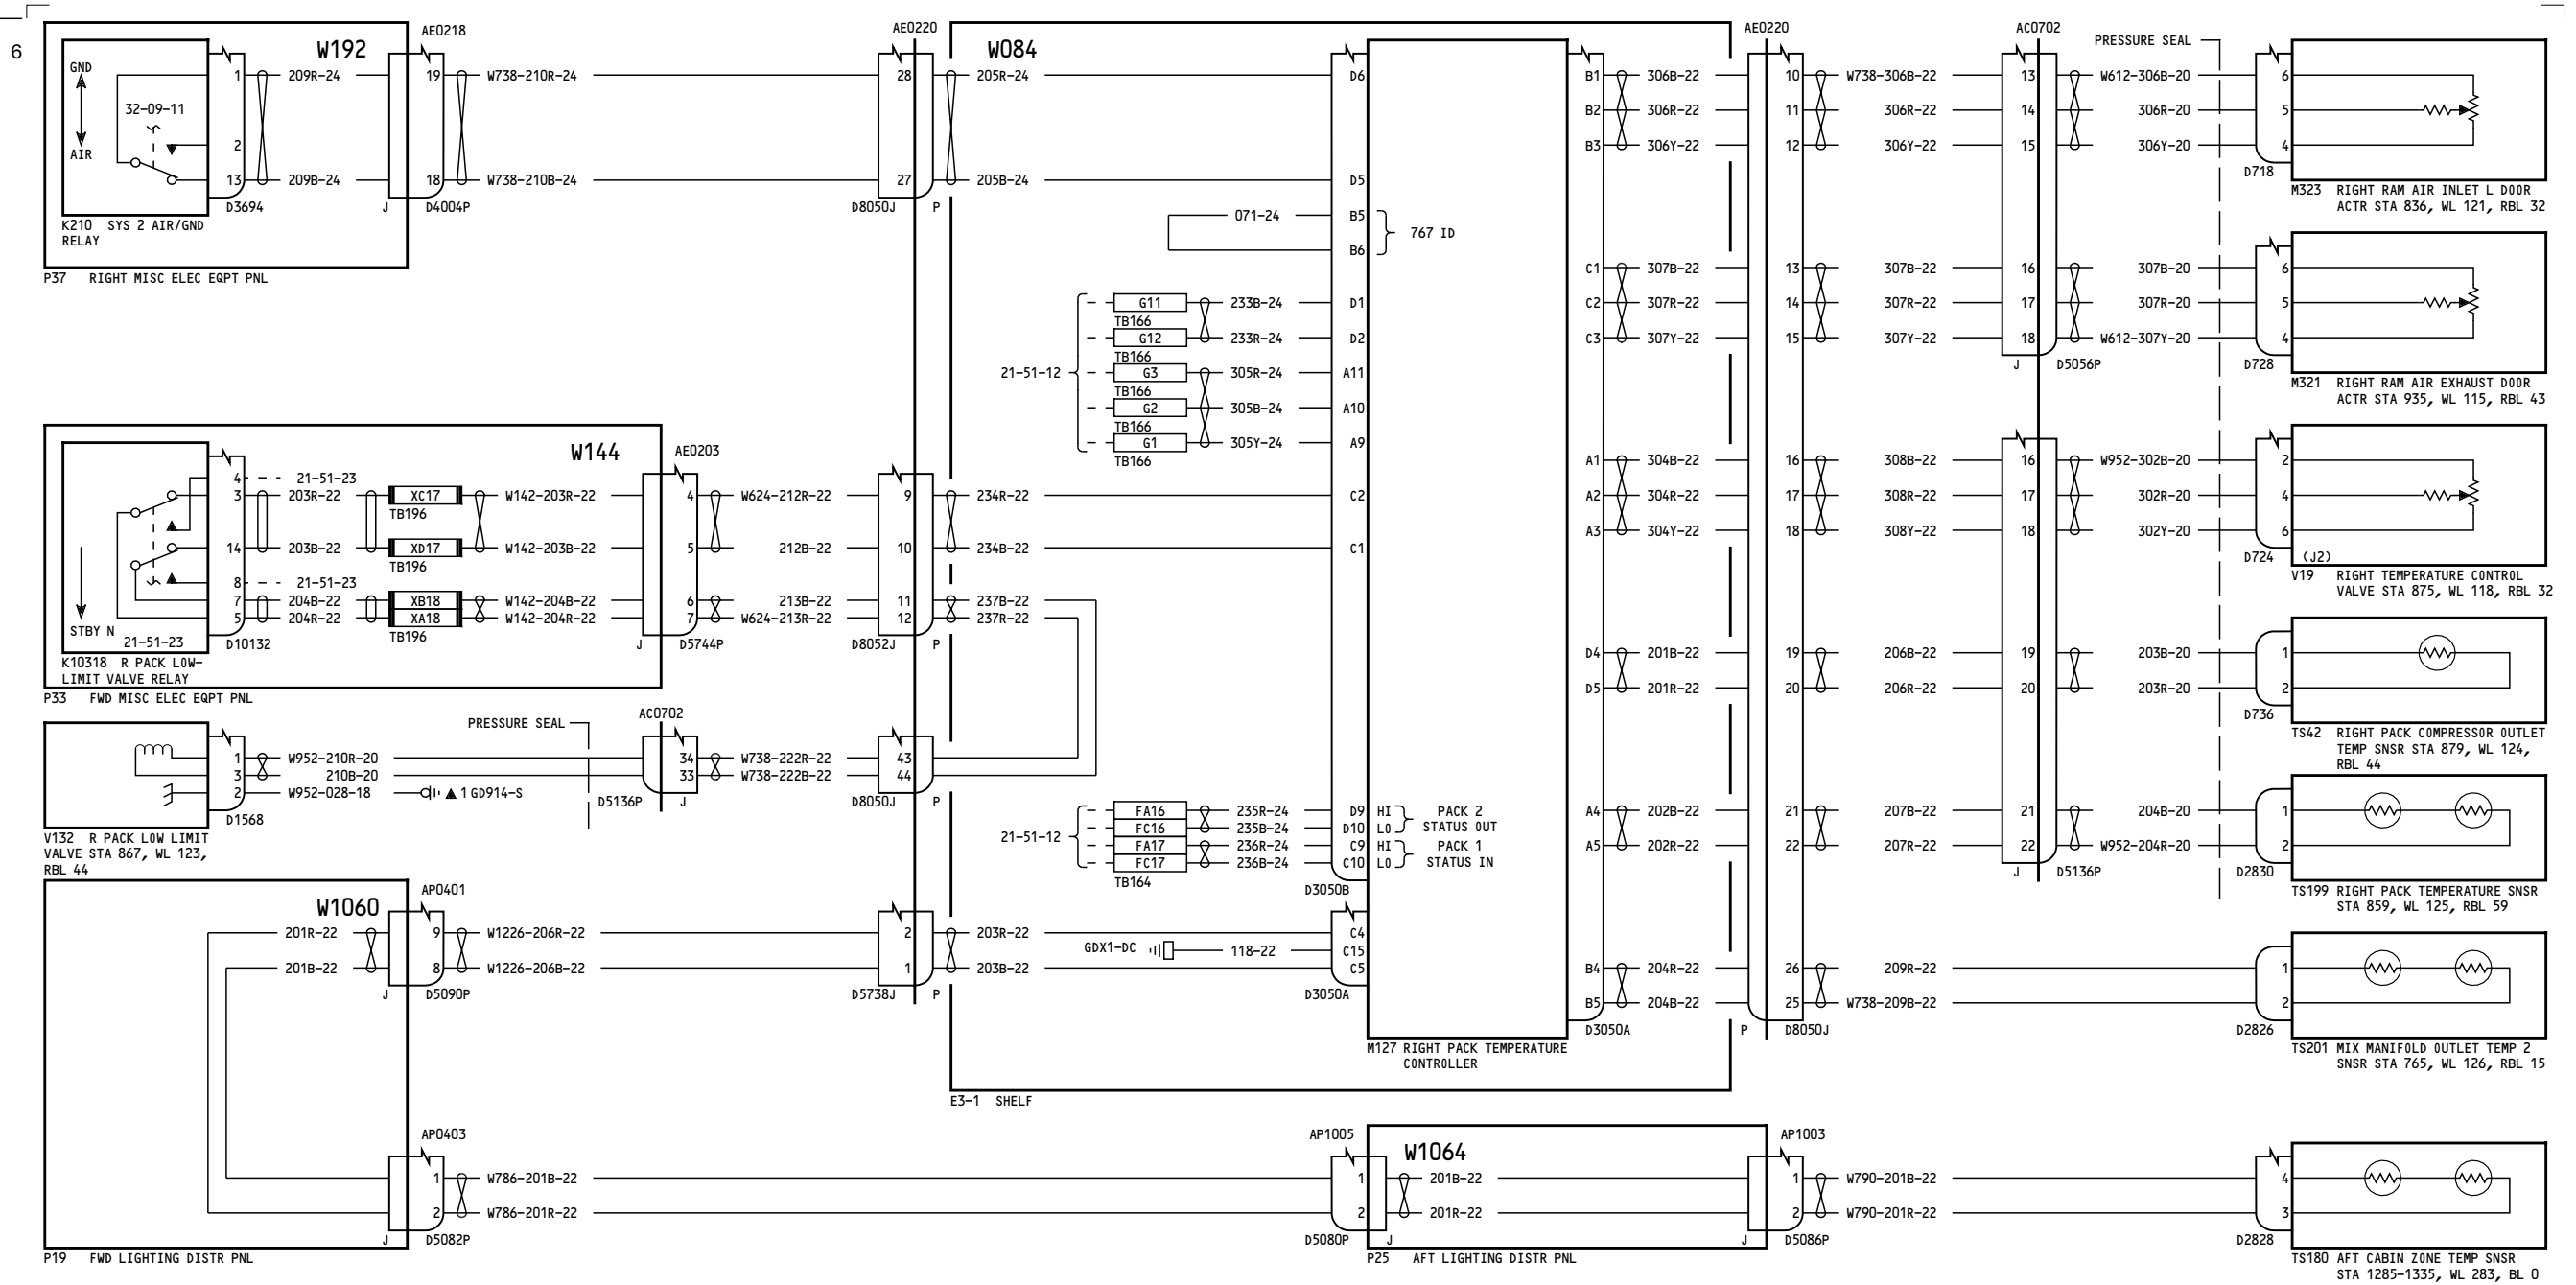 6
W192
AE0218
GND
AIR
32-09-11
1
2
13
D3694
209R-24
209B-24
19
18
J
D4004P
W738-210R-24
W738-210B-24
K210 SYS 2 AIR/GND
RELAY
P37 RIGHT MISC ELEC EQPT PNL
AE0220
28
27
D8050J
P
W084
205R-24
205B-24
D6
D5
071-24
B5
B6
767 ID
21-51-12
G11
TB166
G12
TB166
G3
TB166
G2
TB166
G1
TB166
233B-24
233R-24
305R-24
305B-24
305Y-24
D1
D2
A11
A10
A9
W144
AE0203
4
3
14
8
7
5
21-51-23
203R-22
203B-22
21-51-23
204B-22
204R-22
XC17
TB196
XD17
TB196
XB18
XA18
TB196
W142-203R-22
W142-203B-22
W142-204B-22
W142-204R-22
STBY N
21-51-23
D10132
K10318 R PACK LOW-
LIMIT VALVE RELAY
P33 FWD MISC ELEC EQPT PNL
4
5
6
7
J
D5744P
W624-212R-22
212B-22
213B-22
W624-213R-22
9
10
11
12
D8052J
P
234R-22
234B-22
237B-22
237R-22
C2
C1
PRESSURE SEAL
AC0702
1
3
2
D1568
W952-210R-20
210B-20
W952-028-18
1 GD914-S
D5136P
J
34
33
W738-222R-22
W738-222B-22
43
44
D8050J
P
V132 R PACK LOW LIMIT
VALVE STA 867, WL 123,
RBL 44
21-51-12
FA16
FC16
FA17
FC17
TB164
235R-24
235B-24
236R-24
236B-24
D9
D10
C9
C10
HI
LO
HI
LO
PACK 2
STATUS OUT
PACK 1
STATUS IN
D3050B
W1060
AP0401
201R-22
201B-22
9
8
J
D5090P
W1226-206R-22
W1226-206B-22
2
1
D5738J
P
203R-22
203B-22
GDX1-DC
118-22
C4
C15
C5
D3050A
M127 RIGHT PACK TEMPERATURE
CONTROLLER
E3-1 SHELF
AP0403
1
2
J
D5082P
W786-201B-22
W786-201R-22
P19 FWD LIGHTING DISTR PNL
AP1005
1
2
D5080P
J
W1064
201B-22
201R-22
P25 AFT LIGHTING DISTR PNL
AP1003
1
2
J
D5086P
W790-201B-22
W790-201R-22
4
3
D2828
TS180 AFT CABIN ZONE TEMP SNSR
STA 1285-1335, WL 283, BL 0
AE0220
B1
B2
B3
306B-22
306R-22
306Y-22
10
11
12
W738-306B-22
306R-22
306Y-22
AC0702
13
14
15
PRESSURE SEAL
W612-306B-20
306R-20
306Y-20
6
5
4
D718
M323 RIGHT RAM AIR INLET L DOOR
ACTR STA 836, WL 121, RBL 32
C1
C2
C3
307B-22
307R-22
307Y-22
13
14
15
307B-22
307R-22
307Y-22
16
17
18
J
D5056P
307B-20
307R-20
W612-307Y-20
6
5
4
D728
M321 RIGHT RAM AIR EXHAUST DOOR
ACTR STA 935, WL 115, RBL 43
A1
A2
A3
304B-22
304R-22
304Y-22
16
17
18
308B-22
308R-22
308Y-22
16
17
18
W952-302B-20
302R-20
302Y-20
2
4
6
D724
(J2)
V19 RIGHT TEMPERATURE CONTROL
VALVE STA 875, WL 118, RBL 32
D4
D5
201B-22
201R-22
19
20
206B-22
206R-22
19
20
203B-20
203R-20
1
2
D736
TS42 RIGHT PACK COMPRESSOR OUTLET
TEMP SNSR STA 879, WL 124,
RBL 44
A4
A5
202B-22
202R-22
21
22
207B-22
207R-22
21
22
J
D5136P
204B-20
W952-204R-20
1
2
D2830
TS199 RIGHT PACK TEMPERATURE SNSR
STA 859, WL 125, RBL 59
B4
B5
D3050A
204R-22
204B-22
26
25
P
D8050J
209R-22
W738-209B-22
1
2
D2826
TS201 MIX MANIFOLD OUTLET TEMP 2
SNSR STA 765, WL 126, RBL 15